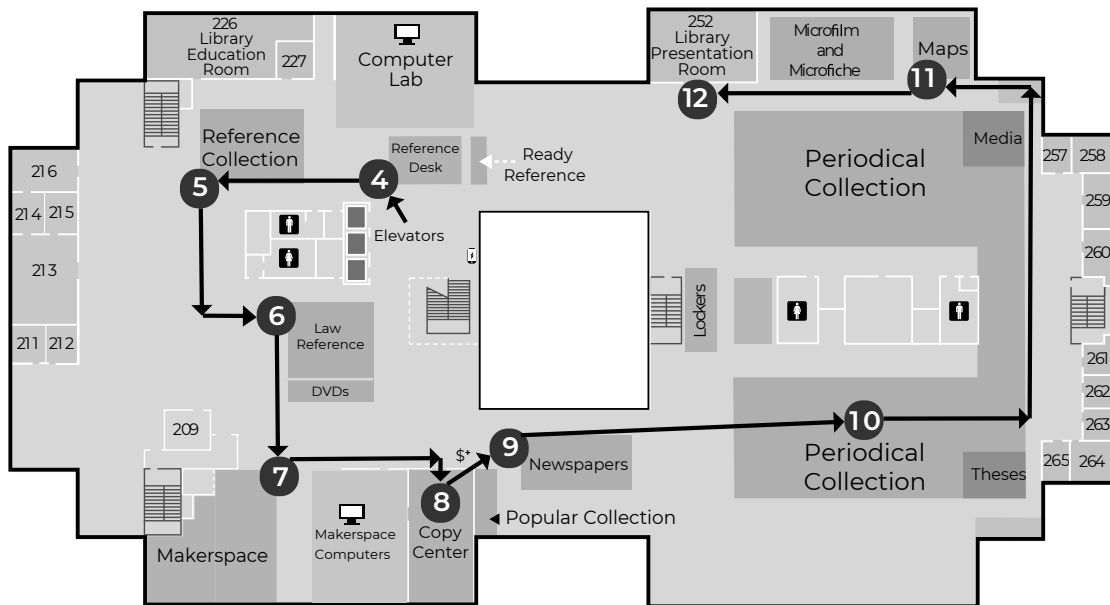 226
Library
Education
Room
227
Computer
Lab
252
Library
Presentation
Room
Microfilm
and
Microfiche
Maps
11
12
Reference
Collection
Reference
Desk
Ready
Reference
Periodical
Collection
Media
257
258
216
5
4
214
215
Elevators
259
213
260
6
Law
Reference
Lockers
211
212
DVDs
261
262
263
209
10
9
$+
Newspapers
Periodical
Collection
265
264
7
8
Theses
Makerspace
Makerspace
Computers
Copy
Center
Popular Collection